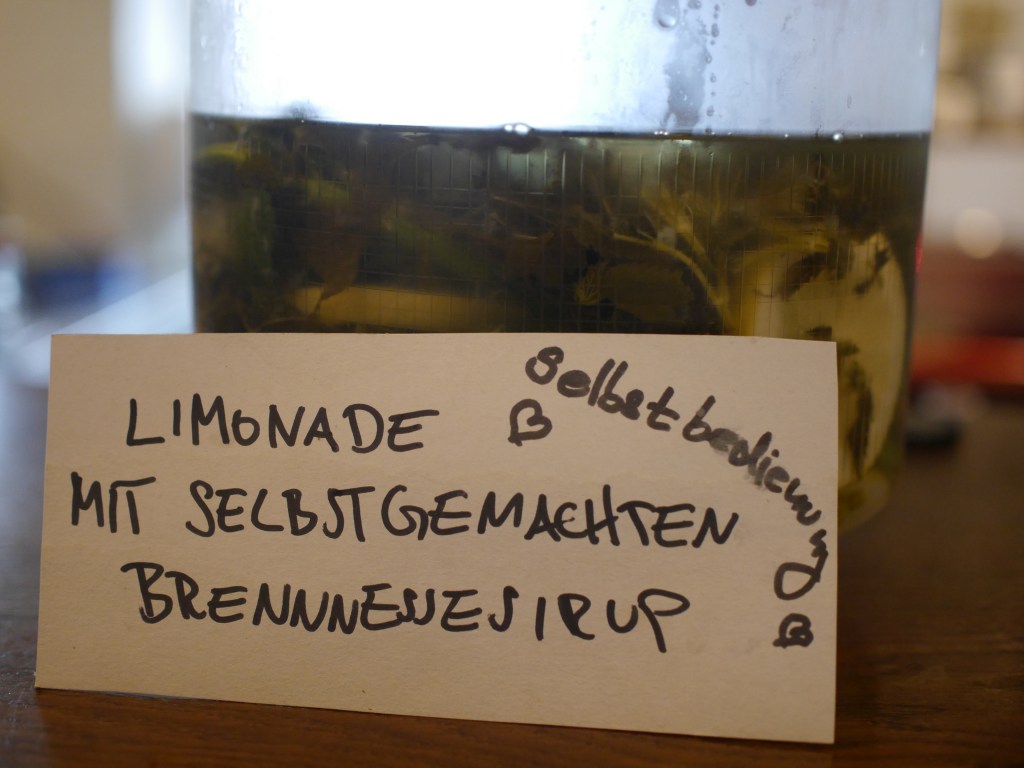 Selbstbedienung
LIMONADE
MIT SELBSTGEMACHTEN
BRENNNESSESIRUP